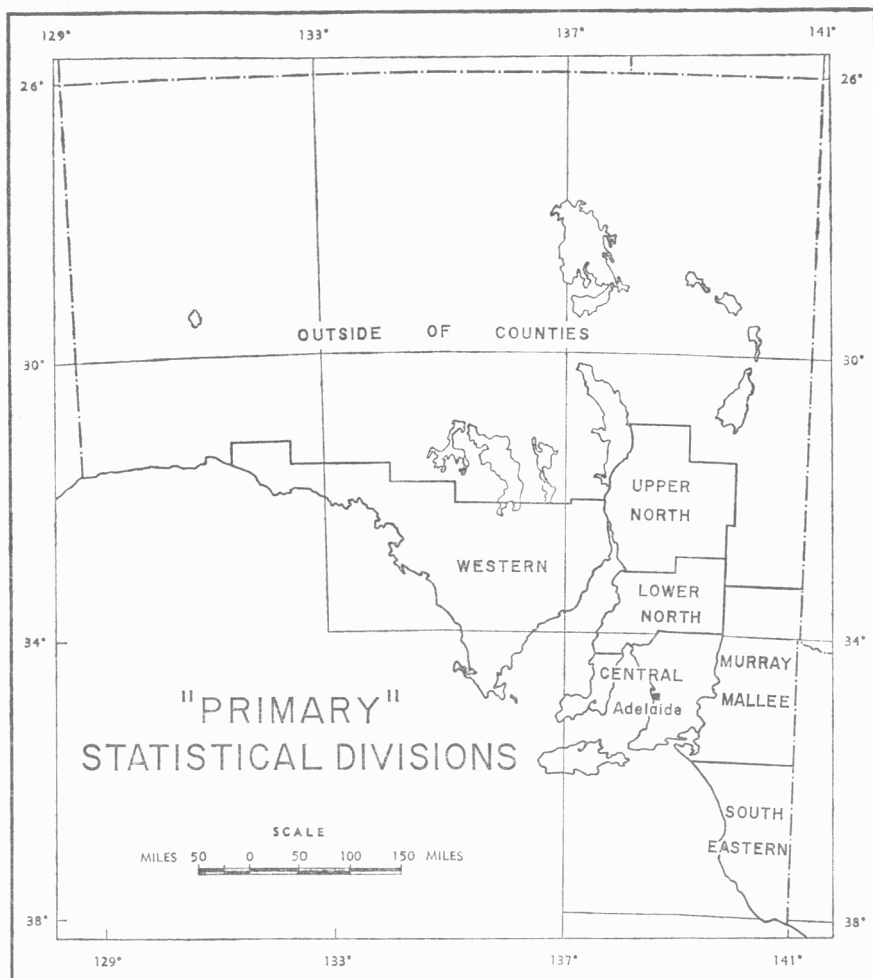 129° 133° 137° 141°
26° 26°
OUTSIDE OF COUNTIES
30° 30°
UPPER
NORTH
WESTERN
LOWER
NORTH
34° 34°
CENTRAL
MURRAY
MALLEE
Adelaide
"PRIMARY"
STATISTICAL DIVISIONS
SOUTH
EASTERN
SCALE
MILES 50 0 50 100 150 MILES
38° 38°
129° 133° 137° 141°